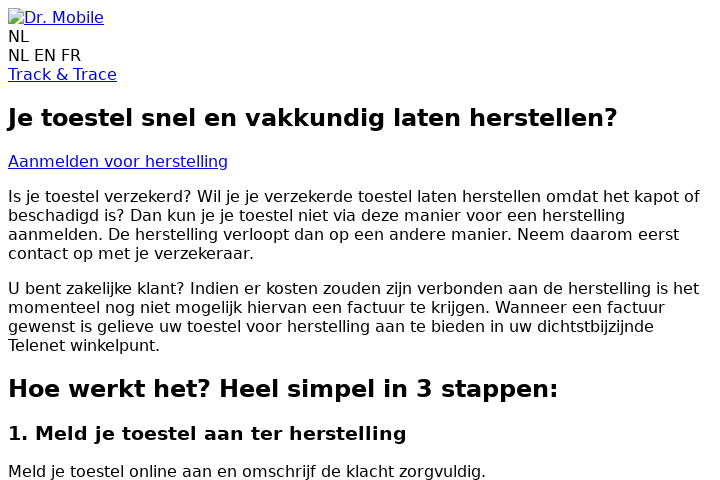 Dr. Mobile
NL
NL EN FR
Track & Trace
Je toestel snel en vakkundig laten herstellen?
Aanmelden voor herstelling
Is je toestel verzekerd? Wil je je verzekerde toestel laten herstellen omdat het kapot of
beschadigd is? Dan kun je je toestel niet via deze manier voor een herstelling
aanmelden. De herstelling verloopt dan op een andere manier. Neem daarom eerst
contact op met je verzekeraar.
U bent zakelijke klant? Indien er kosten zouden zijn verbonden aan de herstelling is het
momenteel nog niet mogelijk hiervan een factuur te krijgen. Wanneer een factuur
gewenst is gelieve uw toestel voor herstelling aan te bieden in uw dichtstbijzijnde
Telenet winkelpunt.
Hoe werkt het? Heel simpel in 3 stappen:
1. Meld je toestel aan ter herstelling
Meld je toestel online aan en omschrijf de klacht zorgvuldig.